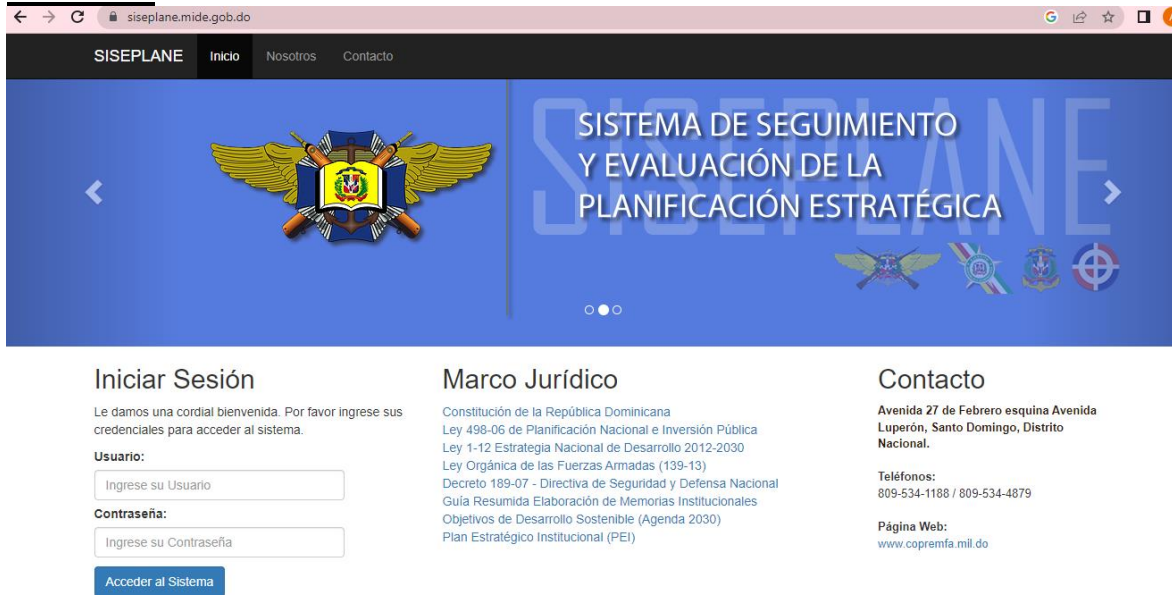 siseplane.mide.gob.do
SISEPLANE Inicio Nosotros Contacto
SISEPLANE
SISTEMA DE SEGUIMIENTO
Y EVALUACIÓN DE LA
PLANIFICACIÓN ESTRATÉGICA
Iniciar Sesión
Le damos una cordial bienvenida. Por favor ingrese sus
credenciales para acceder al sistema.
Usuario:
Ingrese su Usuario
Contraseña:
Ingrese su Contraseña
Acceder al Sistema
Marco Jurídico
Constitución de la República Dominicana
Ley 498-06 de Planificación Nacional e Inversión Pública
Ley 1-12 Estrategia Nacional de Desarrollo 2012-2030
Ley Orgánica de las Fuerzas Armadas (139-13)
Decreto 189-07 - Directiva de Seguridad y Defensa Nacional
Guía Resumida Elaboración de Memorias Institucionales
Objetivos de Desarrollo Sostenible (Agenda 2030)
Plan Estratégico Institucional (PEI)
Contacto
Avenida 27 de Febrero esquina Avenida
Luperón, Santo Domingo, Distrito
Nacional.
Teléfonos:
809-534-1188 / 809-534-4879
Página Web:
www.copremfa.mil.do